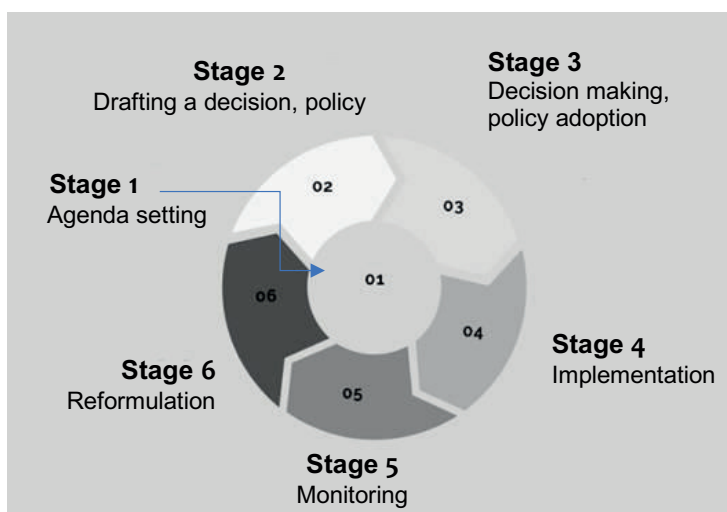 Stage 1
Agenda setting
Stage 2
Drafting a decision, policy
Stage 3
Decision making,
policy adoption
Stage 4
Implementation
Stage 5
Monitoring
Stage 6
Reformulation
01
02
03
04
05
06